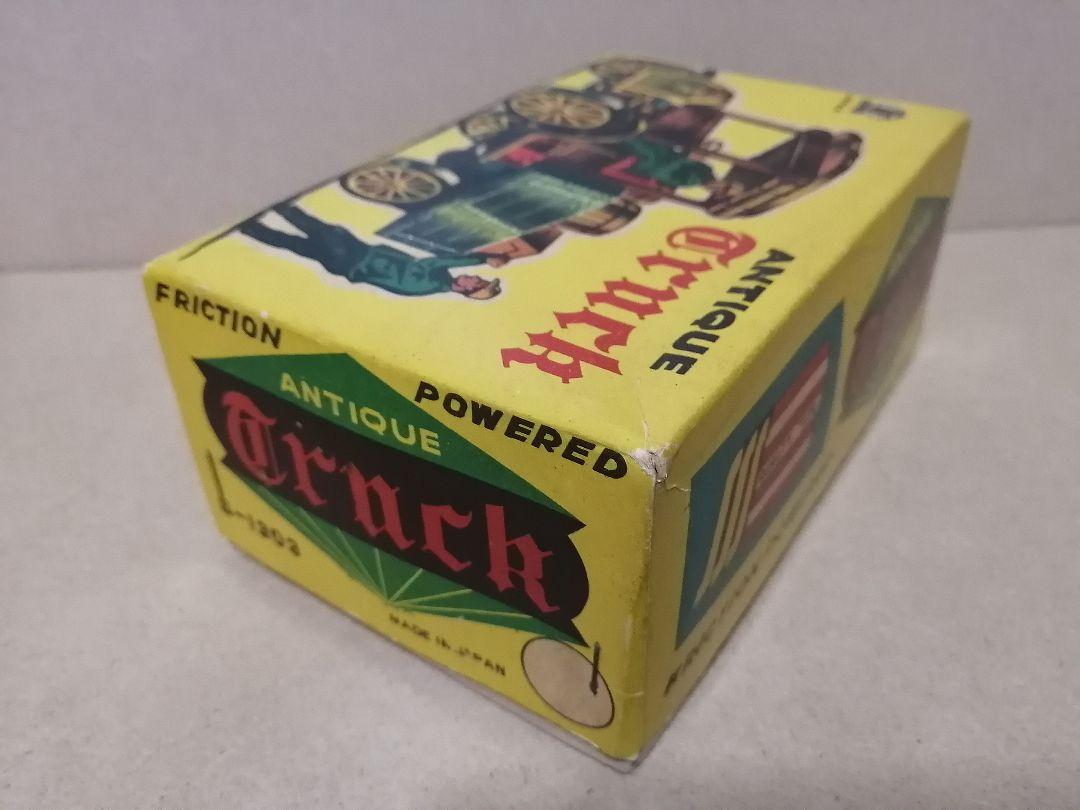 ANTIQUE
Truck
FRICTION POWERED
ANTIQUE
Truck
MADE IN JAPAN